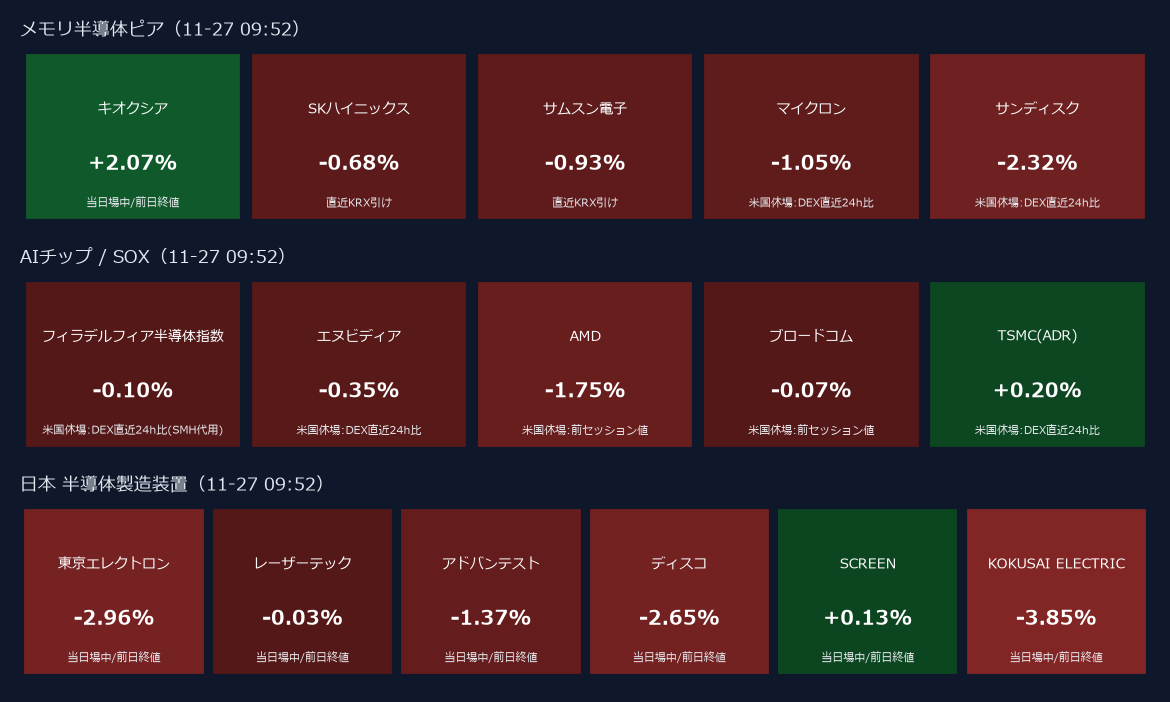 メモリ半導体ピア（11-27 09:52）
キオクシア
+2.07%
当日場中/前日終値
SKハイニックス
-0.68%
直近KRX引け
サムスン電子
-0.93%
直近KRX引け
マイクロン
-1.05%
米国休場:DEX直近24h比
サンディスク
-2.32%
米国休場:DEX直近24h比
AIチップ / SOX（11-27 09:52）
フィラデルフィア半導体指数
-0.10%
米国休場:DEX直近24h比(SMH代用)
エヌビディア
-0.35%
米国休場:DEX直近24h比
AMD
-1.75%
米国休場:前セッション値
ブロードコム
-0.07%
米国休場:前セッション値
TSMC(ADR)
+0.20%
米国休場:DEX直近24h比
日本 半導体製造装置（11-27 09:52）
東京エレクトロン
-2.96%
当日場中/前日終値
レーザーテック
-0.03%
当日場中/前日終値
アドバンテスト
-1.37%
当日場中/前日終値
ディスコ
-2.65%
当日場中/前日終値
SCREEN
+0.13%
当日場中/前日終値
KOKUSAI ELECTRIC
-3.85%
当日場中/前日終値